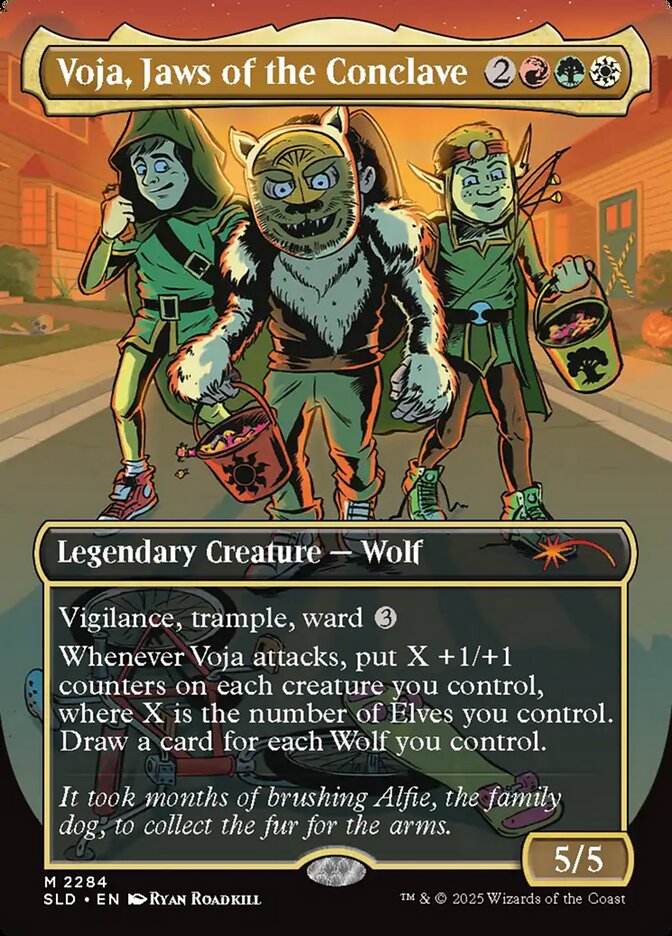 Voja, Jaws of the Conclave 2
Legendary Creature — Wolf
Vigilance, trample, ward 3
Whenever Voja attacks, put X +1/+1
counters on each creature you control,
where X is the number of Elves you control.
Draw a card for each Wolf you control.
It took months of brushing Alfie, the family
dog, to collect the fur for the arms.
5/5
M 2284
SLD • EN Ryan Roadkill
™ & © 2025 Wizards of the Coast